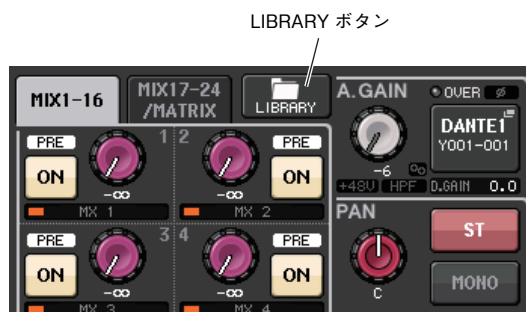 LIBRARY ボタン
MIX1-16
MIX17-24
/MATRIX
LIBRARY
A.GAIN
OVER ø
DANTE1
Y001-001
-6
+48V HPF D.GAIN 0.0
PRE 1 2 PRE
ON ON
-∞ -∞
MX 1 MX 2
PAN
ST
MONO
C
PRE 3 4 PRE
ON ON
-∞ -∞
MX 3 MX 4